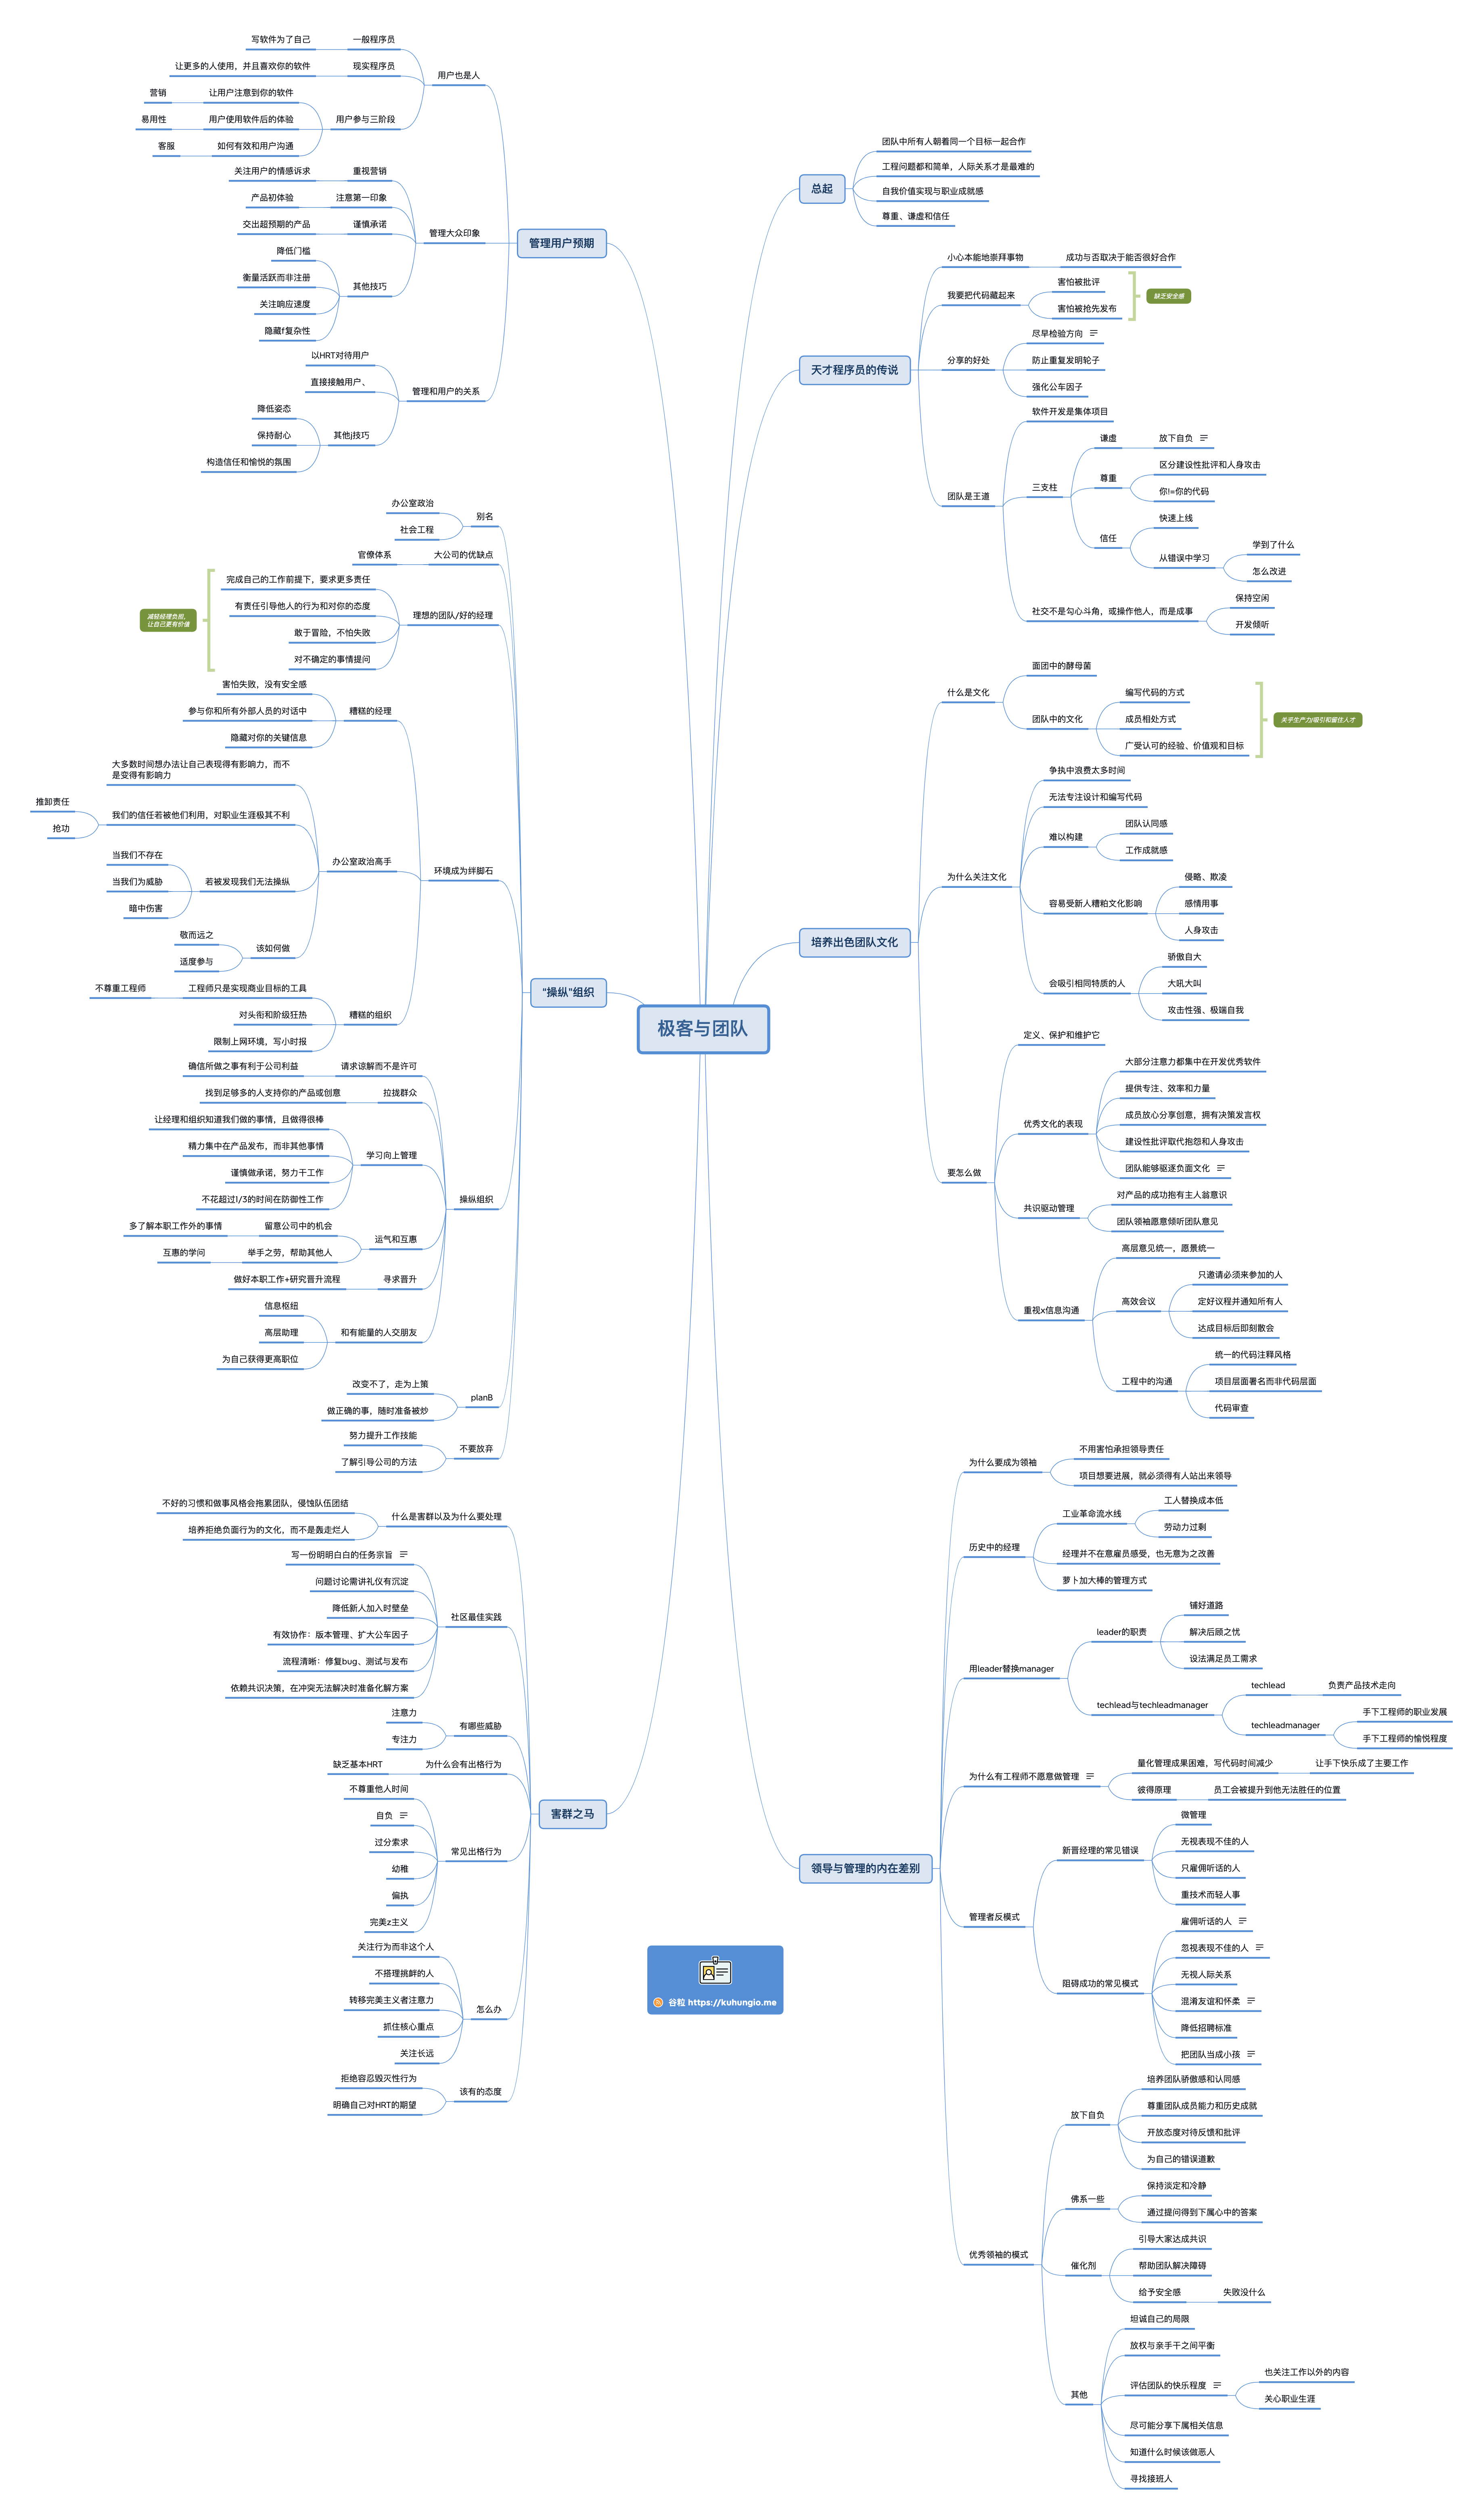 极客与团队
总起
团队中所有人朝着同一个目标一起合作
工程问题都和简单，人际关系才是最难的
自我价值实现与职业成就感
尊重、谦虚和信任
天才程序员的传说
小心本能地崇拜事物
成功与否取决于能否很好合作
我要把代码藏起来
害怕被批评
害怕被抢先发布
缺乏安全感
分享的好处
尽早检验方向
防止重复发明轮子
强化公车因子
团队是王道
软件开发是集体项目
三支柱
谦虚
放下自负
尊重
区分建设性批评和人身攻击
你!=你的代码
信任
快速上线
从错误中学习
学到了什么
怎么改进
社交不是勾心斗角，或操作他人，而是成事
保持空闲
开发倾听
培养出色团队文化
什么是文化
面团中的酵母菌
团队中的文化
编写代码的方式
成员相处方式
广受认可的经验、价值观和目标
关乎生产力/吸引和留住人才
为什么关注文化
争执中浪费太多时间
无法专注设计和编写代码
难以构建
团队认同感
工作成就感
容易受新人糟粕文化影响
侵略、欺凌
感情用事
人身攻击
会吸引相同特质的人
骄傲自大
大吼大叫
攻击性强、极端自我
要怎么做
定义、保护和维护它
优秀文化的表现
大部分注意力都集中在开发优秀软件
提供专注、效率和力量
成员放心分享创意，拥有决策发言权
建设性批评取代抱怨和人身攻击
团队能够驱逐负面文化
共识驱动管理
对产品的成功抱有主人翁意识
团队领袖愿意倾听团队意见
重视x信息沟通
高层意见统一，愿景统一
高效会议
只邀请必须来参加的人
定好议程并通知所有人
达成目标后即刻散会
工程中的沟通
统一的代码注释风格
项目层面署名而非代码层面
代码审查
领导与管理的内在差别
为什么要成为领袖
不用害怕承担领导责任
项目想要进展，就必须得有人站出来领导
历史中的经理
工业革命流水线
工人替换成本低
劳动力过剩
经理并不在意雇员感受，也无意为之改善
萝卜加大棒的管理方式
用leader替换manager
leader的职责
铺好道路
解决后顾之忧
设法满足员工需求
techlead与techleadmanager
techlead
负责产品技术走向
techleadmanager
手下工程师的职业发展
手下工程师的愉悦程度
为什么有工程师不愿意做管理
量化管理成果困难，写代码时间减少
让手下快乐成了主要工作
彼得原理
员工会被提升到他无法胜任的位置
管理者反模式
新晋经理的常见错误
微管理
无视表现不佳的人
只雇佣听话的人
重技术而轻人事
阻碍成功的常见模式
雇佣听话的人
忽视表现不佳的人
无视人际关系
混淆友谊和怀柔
降低招聘标准
把团队当成小孩
优秀领袖的模式
放下自负
培养团队骄傲感和认同感
尊重团队成员能力和历史成就
开放态度对待反馈和批评
为自己的错误道歉
佛系一些
保持淡定和冷静
通过提问得到下属心中的答案
催化剂
引导大家达成共识
帮助团队解决障碍
给予安全感
失败没什么
其他
坦诚自己的局限
放权与亲手干之间平衡
评估团队的快乐程度
也关注工作以外的内容
关心职业生涯
尽可能分享下属相关信息
知道什么时候该做恶人
寻找接班人
管理用户预期
用户也是人
一般程序员
写软件为了自己
现实程序员
让更多的人使用，并且喜欢你的软件
用户参与三阶段
让用户注意到你的软件
营销
用户使用软件后的体验
易用性
如何有效和用户沟通
客服
管理大众印象
重视营销
关注用户的情感诉求
注意第一印象
产品初体验
谨慎承诺
交出超预期的产品
其他技巧
降低门槛
衡量活跃而非注册
关注响应速度
隐藏f复杂性
管理和用户的关系
以HRT对待用户
直接接触用户、
其他j技巧
降低姿态
保持耐心
构造信任和愉悦的氛围
"操纵"组织
别名
办公室政治
社会工程
大公司的优缺点
官僚体系
理想的团队/好的经理
完成自己的工作前提下，要求更多责任
有责任引导他人的行为和对你的态度
敢于冒险，不怕失败
对不确定的事情提问
减轻经理负担，
让自己更有价值
环境成为绊脚石
糟糕的经理
害怕失败，没有安全感
参与你和所有外部人员的对话中
隐藏对你的关键信息
办公室政治高手
大多数时间想办法让自己表现得有影响力，而不
是变得有影响力
我们的信任若被他们利用，对职业生涯极其不利
推卸责任
抢功
若被发现我们无法操纵
当我们不存在
当我们为威胁
暗中伤害
该如何做
敬而远之
适度参与
糟糕的组织
工程师只是实现商业目标的工具
不尊重工程师
对头衔和阶级狂热
限制上网环境，写小时报
操纵组织
请求谅解而不是许可
确信所做之事有利于公司利益
拉拢群众
找到足够多的人支持你的产品或创意
学习向上管理
让经理和组织知道我们做的事情，且做得很棒
精力集中在产品发布，而非其他事情
谨慎做承诺，努力干工作
不花超过1/3的时间在防御性工作
运气和互惠
留意公司中的机会
多了解本职工作外的事情
举手之劳，帮助其他人
互惠的学问
寻求晋升
做好本职工作+研究晋升流程
和有能量的人交朋友
信息枢纽
高层助理
为自己获得更高职位
planB
改变不了，走为上策
做正确的事，随时准备被炒
不要放弃
努力提升工作技能
了解引导公司的方法
害群之马
什么是害群以及为什么要处理
不好的习惯和做事风格会拖累团队，侵蚀队伍团结
培养拒绝负面行为的文化，而不是轰走烂人
社区最佳实践
写一份明明白白的任务宗旨
问题讨论需讲礼仪有沉淀
降低新人加入时壁垒
有效协作：版本管理、扩大公车因子
流程清晰：修复bug、测试与发布
依赖共识决策，在冲突无法解决时准备化解方案
有哪些威胁
注意力
专注力
为什么会有出格行为
缺乏基本HRT
常见出格行为
不尊重他人时间
自负
过分索求
幼稚
偏执
完美z主义
怎么办
关注行为而非这个人
不搭理挑衅的人
转移完美主义者注意力
抓住核心重点
关注长远
该有的态度
拒绝容忍毁灭性行为
明确自己对HRT的期望
谷粒 https://kuhungio.me